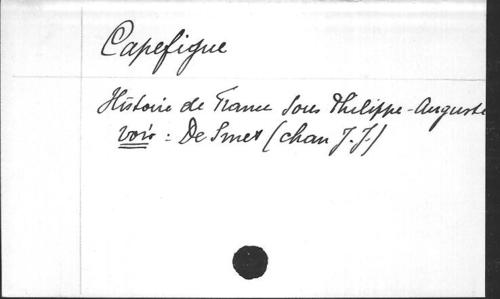 Capefigue
Histoire de France sous Philippe-Auguste
voir : De Smet (chan J.J.)